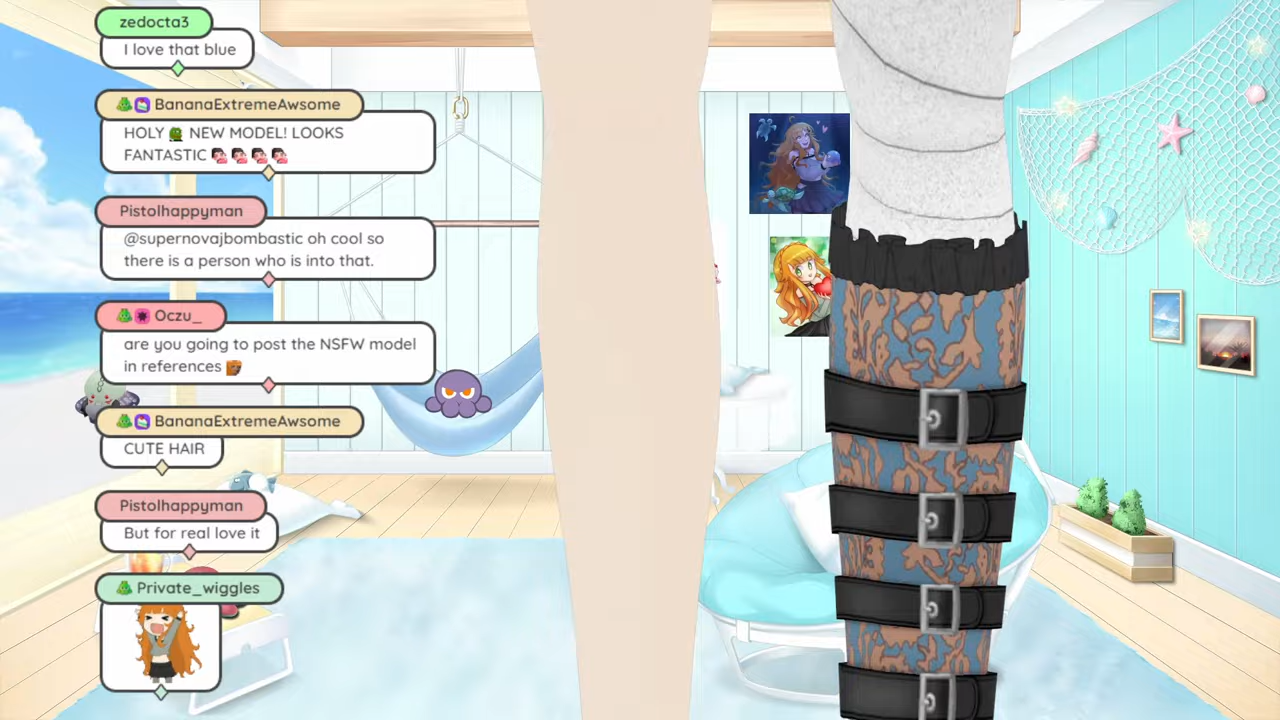 zedocta3
I love that blue
BananaExtremeAwsome
HOLY NEW MODEL! LOOKS
FANTASTIC
Pistolhappyman
@supernovajbombastic oh cool so
there is a person who is into that.
Oczu_
are you going to post the NSFW model
in references
BananaExtremeAwsome
CUTE HAIR
Pistolhappyman
But for real love it
Private_wiggles